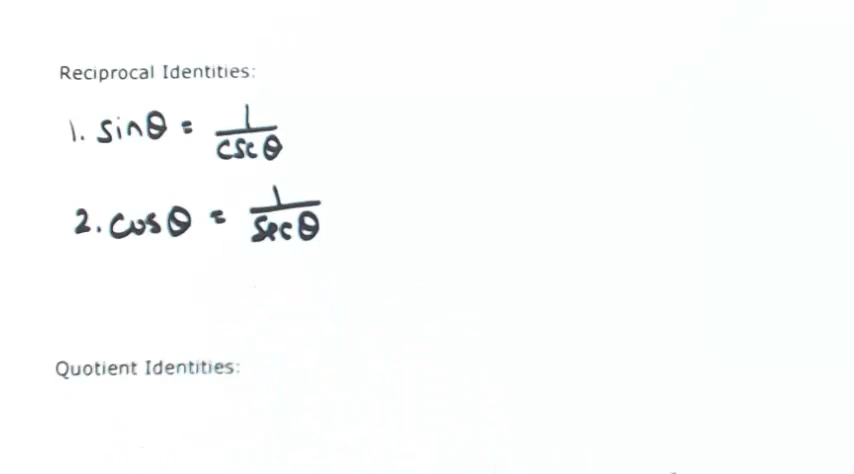 Reciprocal Identities:
1. sinθ = 1/cscθ
2. cosθ = 1/secθ
Quotient Identities: